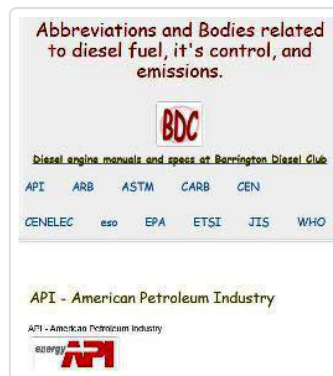 Abbreviations and Bodies related
to diesel fuel, it's control, and
emissions.
BDC
Diesel engine manuals and specs at Barrington Diesel Club
API ARB ASTM CARB CEN
CENELEC eso EPA ETSI JIS WHO
API - American Petroleum Industry
API - American Petroleum Industry
energy API